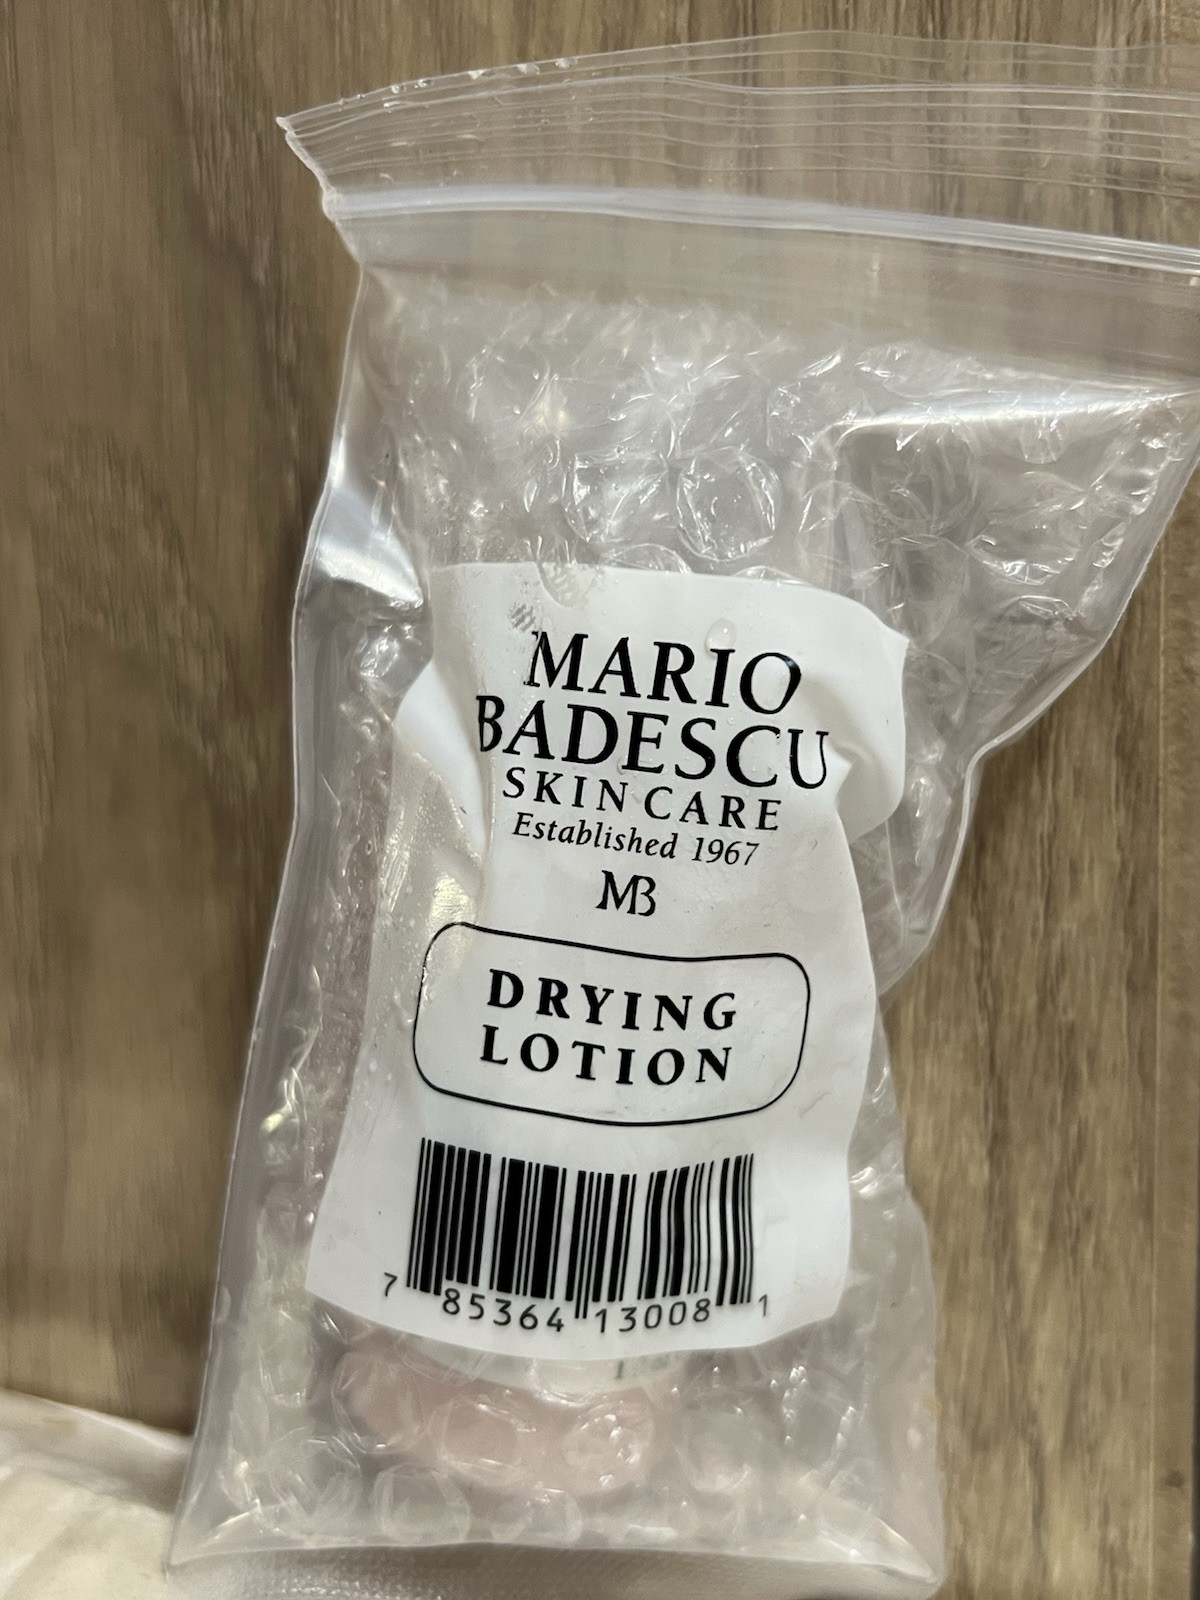 MARIO
BADESCU
SKIN CARE
Established 1967
MB
DRYING
LOTION
7 85364 13008 1